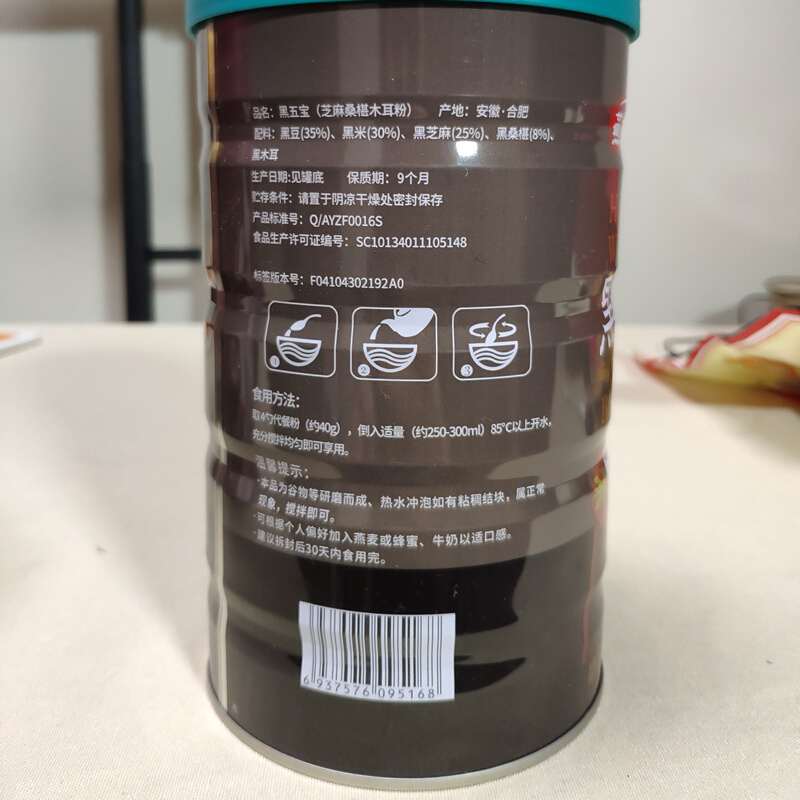 品名：黑五宝（芝麻桑椹木耳粉） 产地：安徽·合肥
配料：黑豆(35%)、黑米(30%)、黑芝麻(25%)、黑桑椹(8%)、
黑木耳
生产日期:见罐底 保质期：9个月
贮存条件：请置于阴凉干燥处密封保存
产品标准号：Q/AYZF0016S
食品生产许可证编号：SC10134011105148
标签版本号：F04104302192A0
1 2 3
食用方法：
取4勺代餐粉（约40g），倒入适量（约250-300ml）85℃以上开水，
充分搅拌均匀即可享用。
温馨提示：
·本品为谷物等研磨而成、热水冲泡如有粘稠结块，属正常
现象，搅拌即可。
·可根据个人偏好加入燕麦或蜂蜜、牛奶以适口感。
·建议拆封后30天内食用完。
6 937576 095168